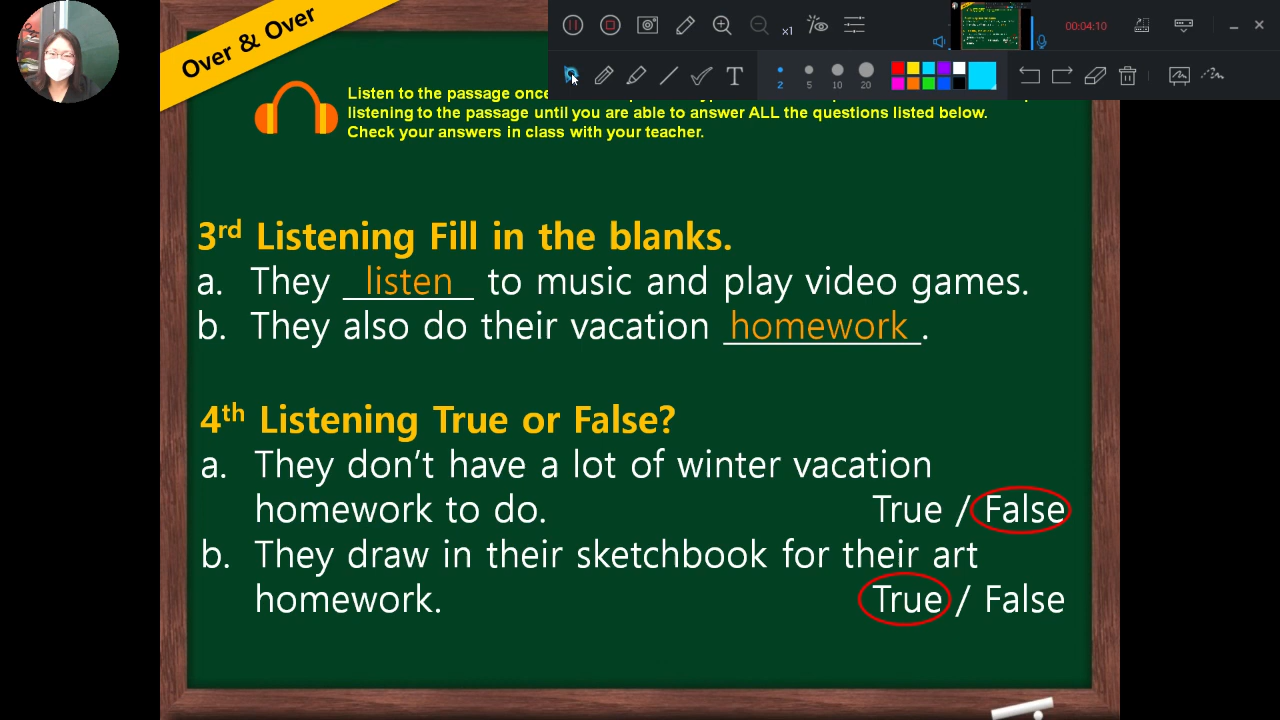 Over & Over
x1
00:04:10
T
2 5 10 20
Listen to the passage once
listening to the passage until you are able to answer ALL the questions listed below.
Check your answers in class with your teacher.
3rd Listening Fill in the blanks.
a. They listen to music and play video games.
b. They also do their vacation homework.
4th Listening True or False?
a. They don't have a lot of winter vacation
homework to do. True / False
b. They draw in their sketchbook for their art
homework. True / False